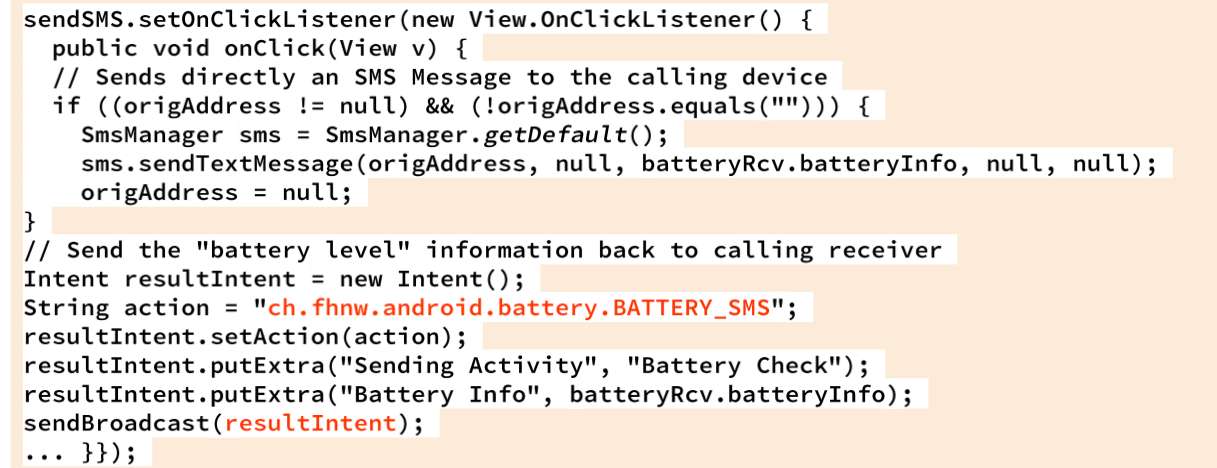 sendSMS.setOnClickListener(new View.OnClickListener() {
  public void onClick(View v) {
  // Sends directly an SMS Message to the calling device
  if ((origAddress != null) && (!origAddress.equals(""))) {
    SmsManager sms = SmsManager.getDefault();
    sms.sendTextMessage(origAddress, null, batteryRcv.batteryInfo, null, null);
    origAddress = null;
}
// Send the "battery level" information back to calling receiver
Intent resultIntent = new Intent();
String action = "ch.fhnw.android.battery.BATTERY_SMS";
resultIntent.setAction(action);
resultIntent.putExtra("Sending Activity", "Battery Check");
resultIntent.putExtra("Battery Info", batteryRcv.batteryInfo);
sendBroadcast(resultIntent);
... }});